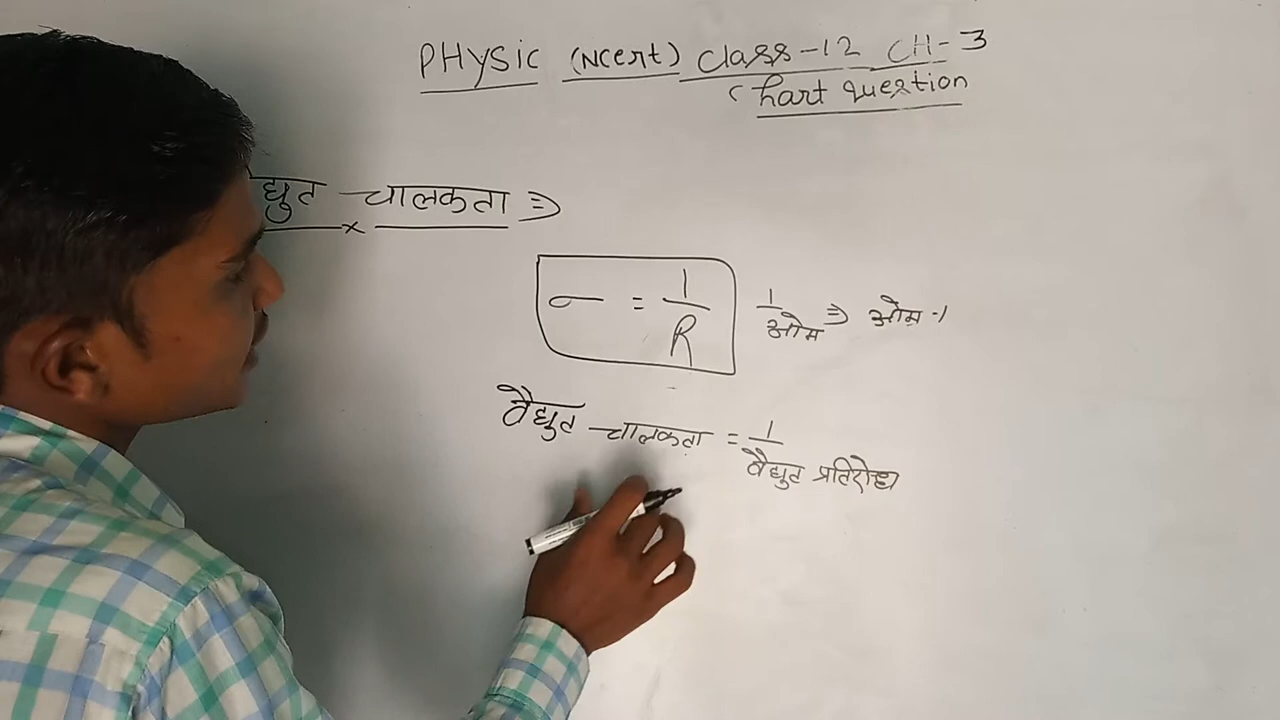 PHYSIC (NCERT) Class-12 CH-3
Chart question
द्युत चालकता ⇒
σ = 1/R 1/ओम ⇒ ओम-1
वैद्युत चालकता = 1/वैद्युत प्रतिरोध